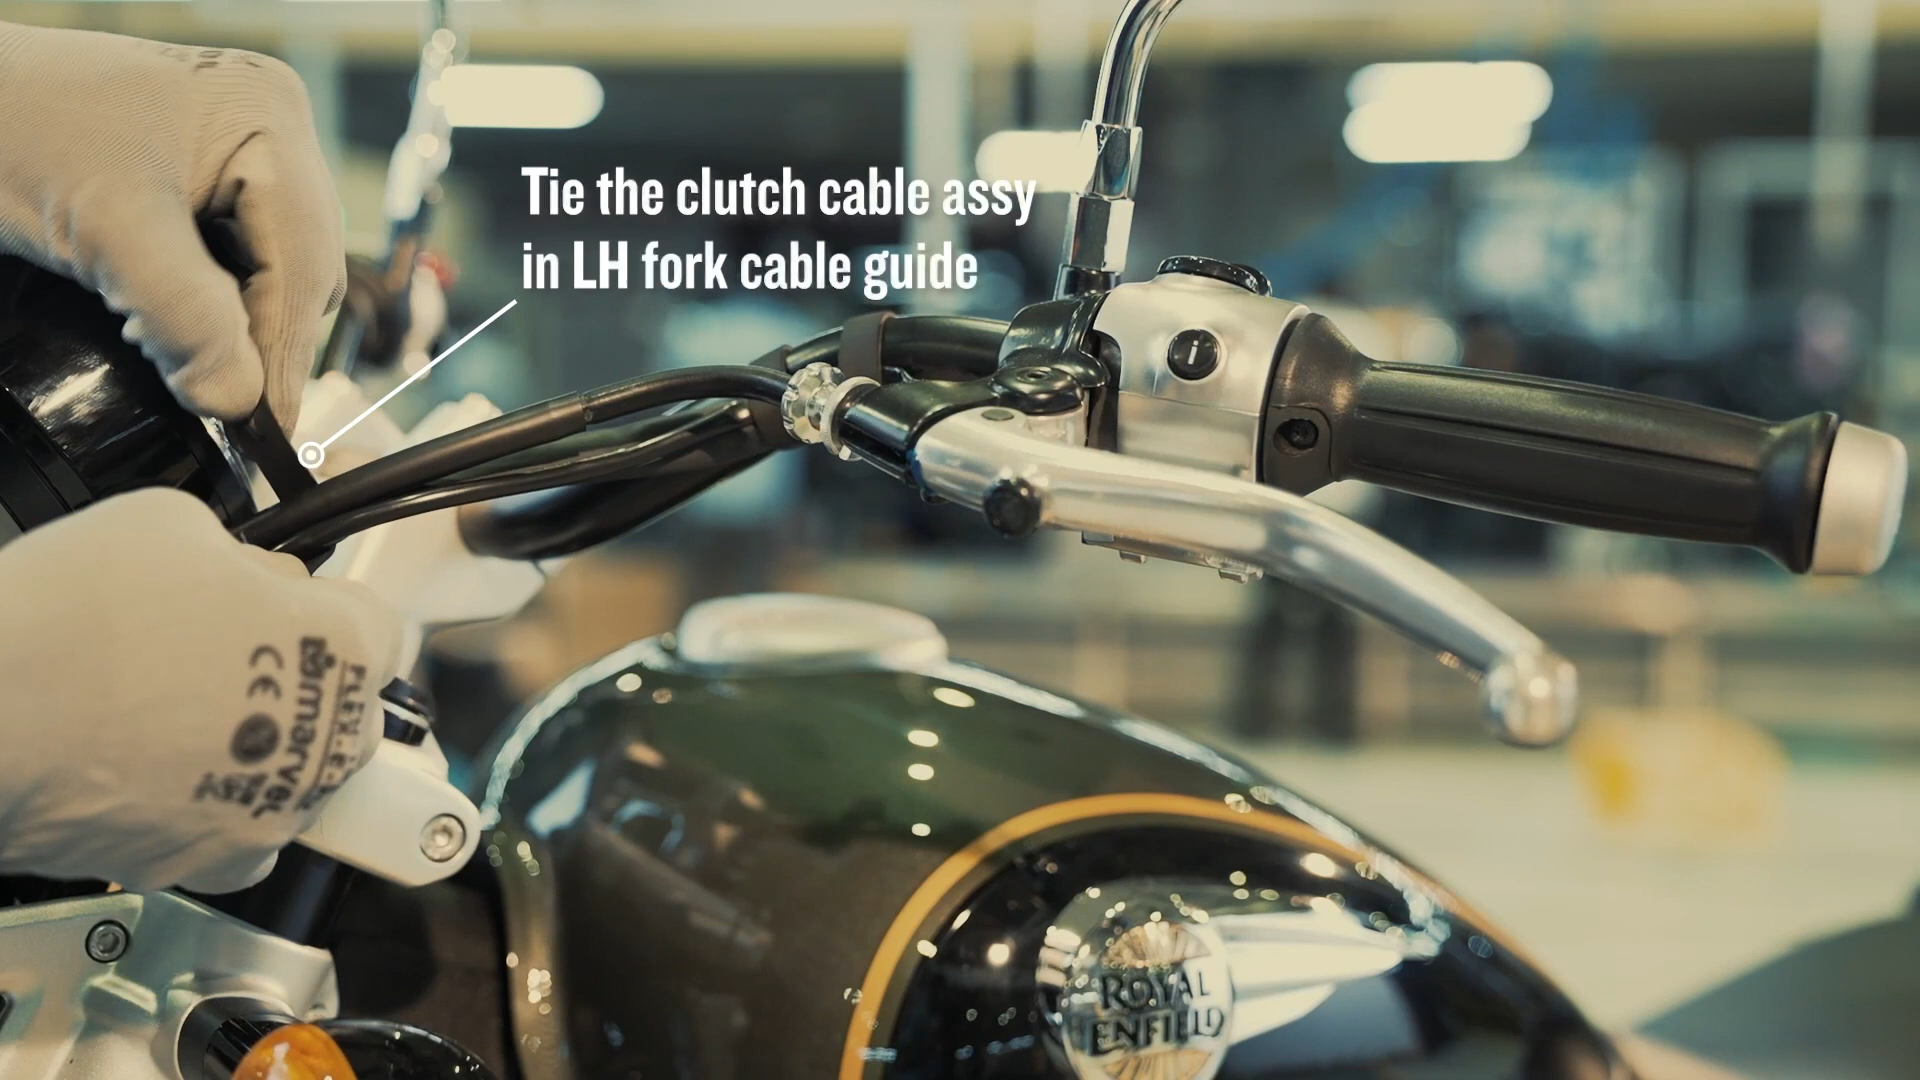 Tie the clutch cable assy
in LH fork cable guide
i
CE
marvel
ROYAL
ENFIELD